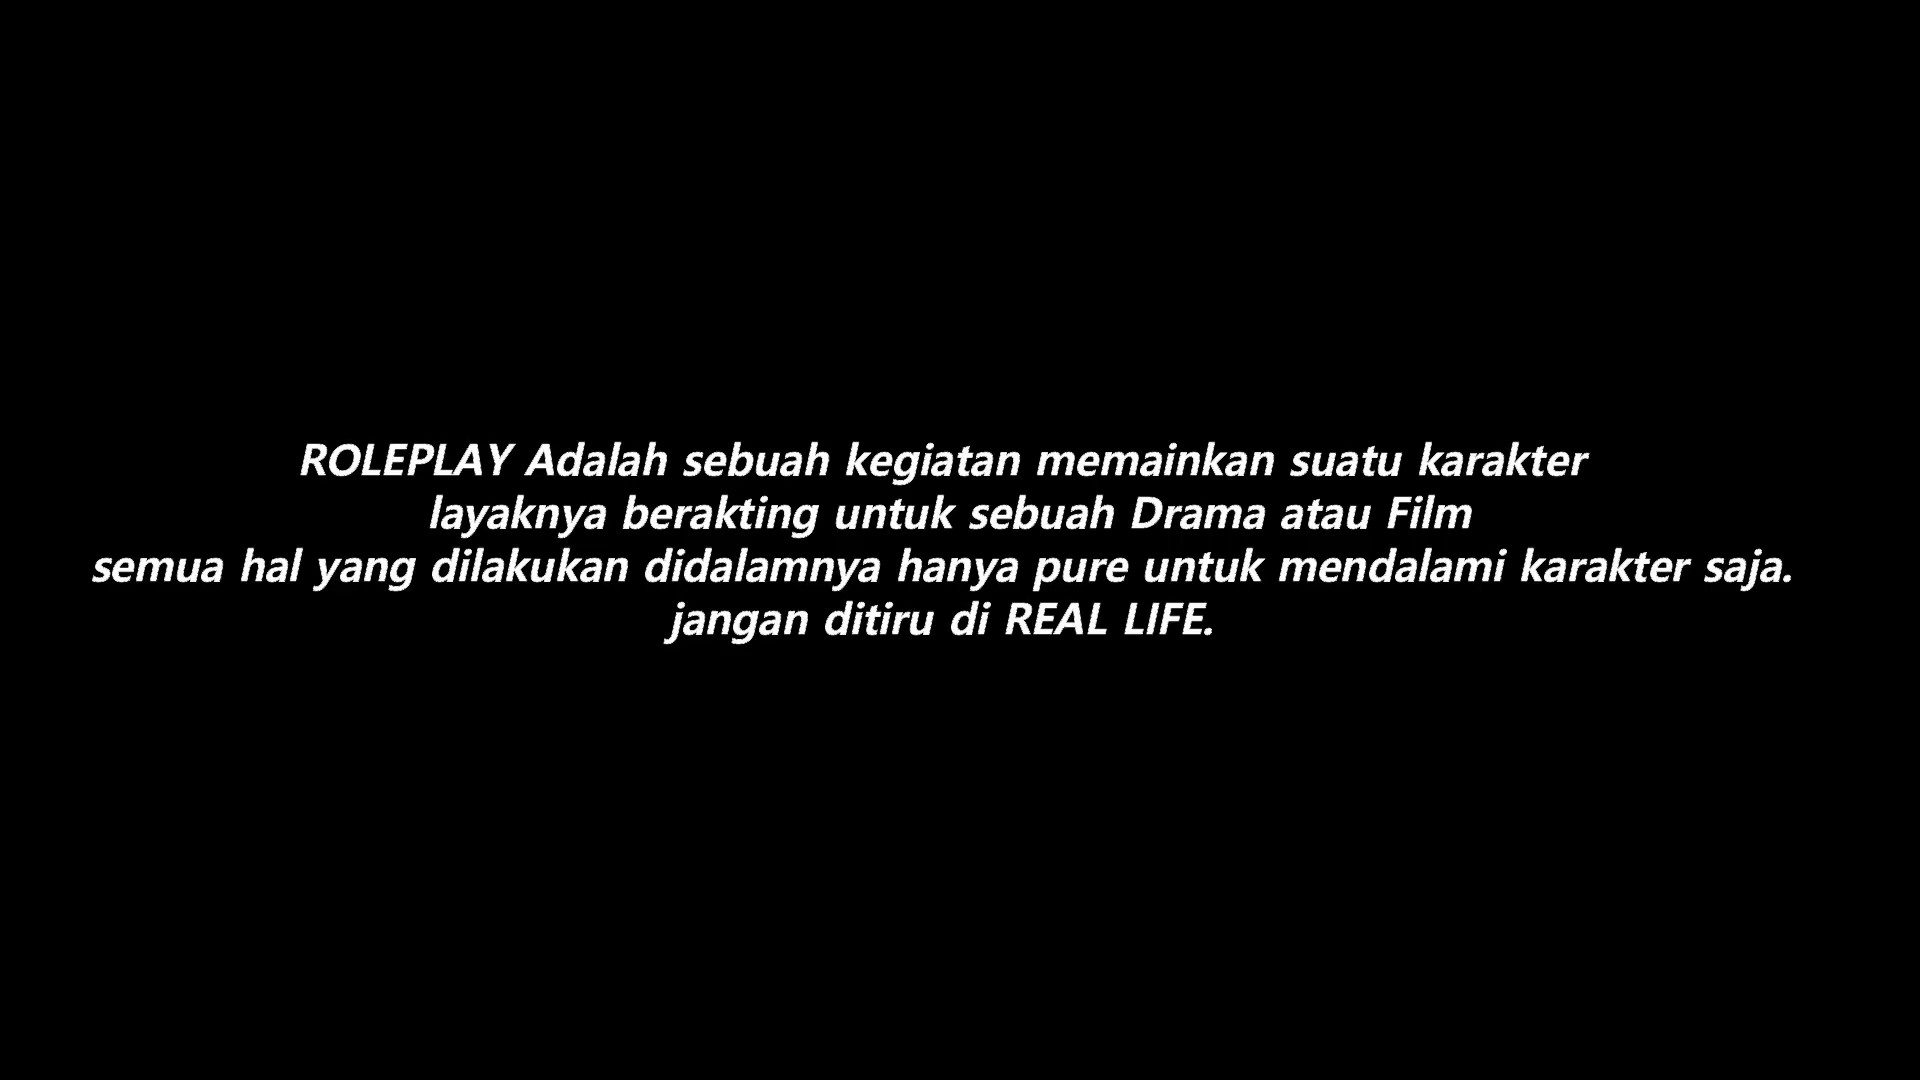 ROLEPLAY Adalah sebuah kegiatan memainkan suatu karakter
layaknya berakting untuk sebuah Drama atau Film
semua hal yang dilakukan didalamnya hanya pure untuk mendalami karakter saja.
jangan ditiru di REAL LIFE.